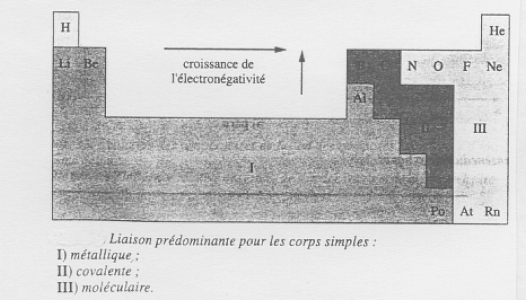 H
He
Li Be
croissance de
l'électronégativité
B C N O F Ne
Al
II
III
I
Po At Rn
Liaison prédominante pour les corps simples :
I) métallique ;
II) covalente ;
III) moléculaire.